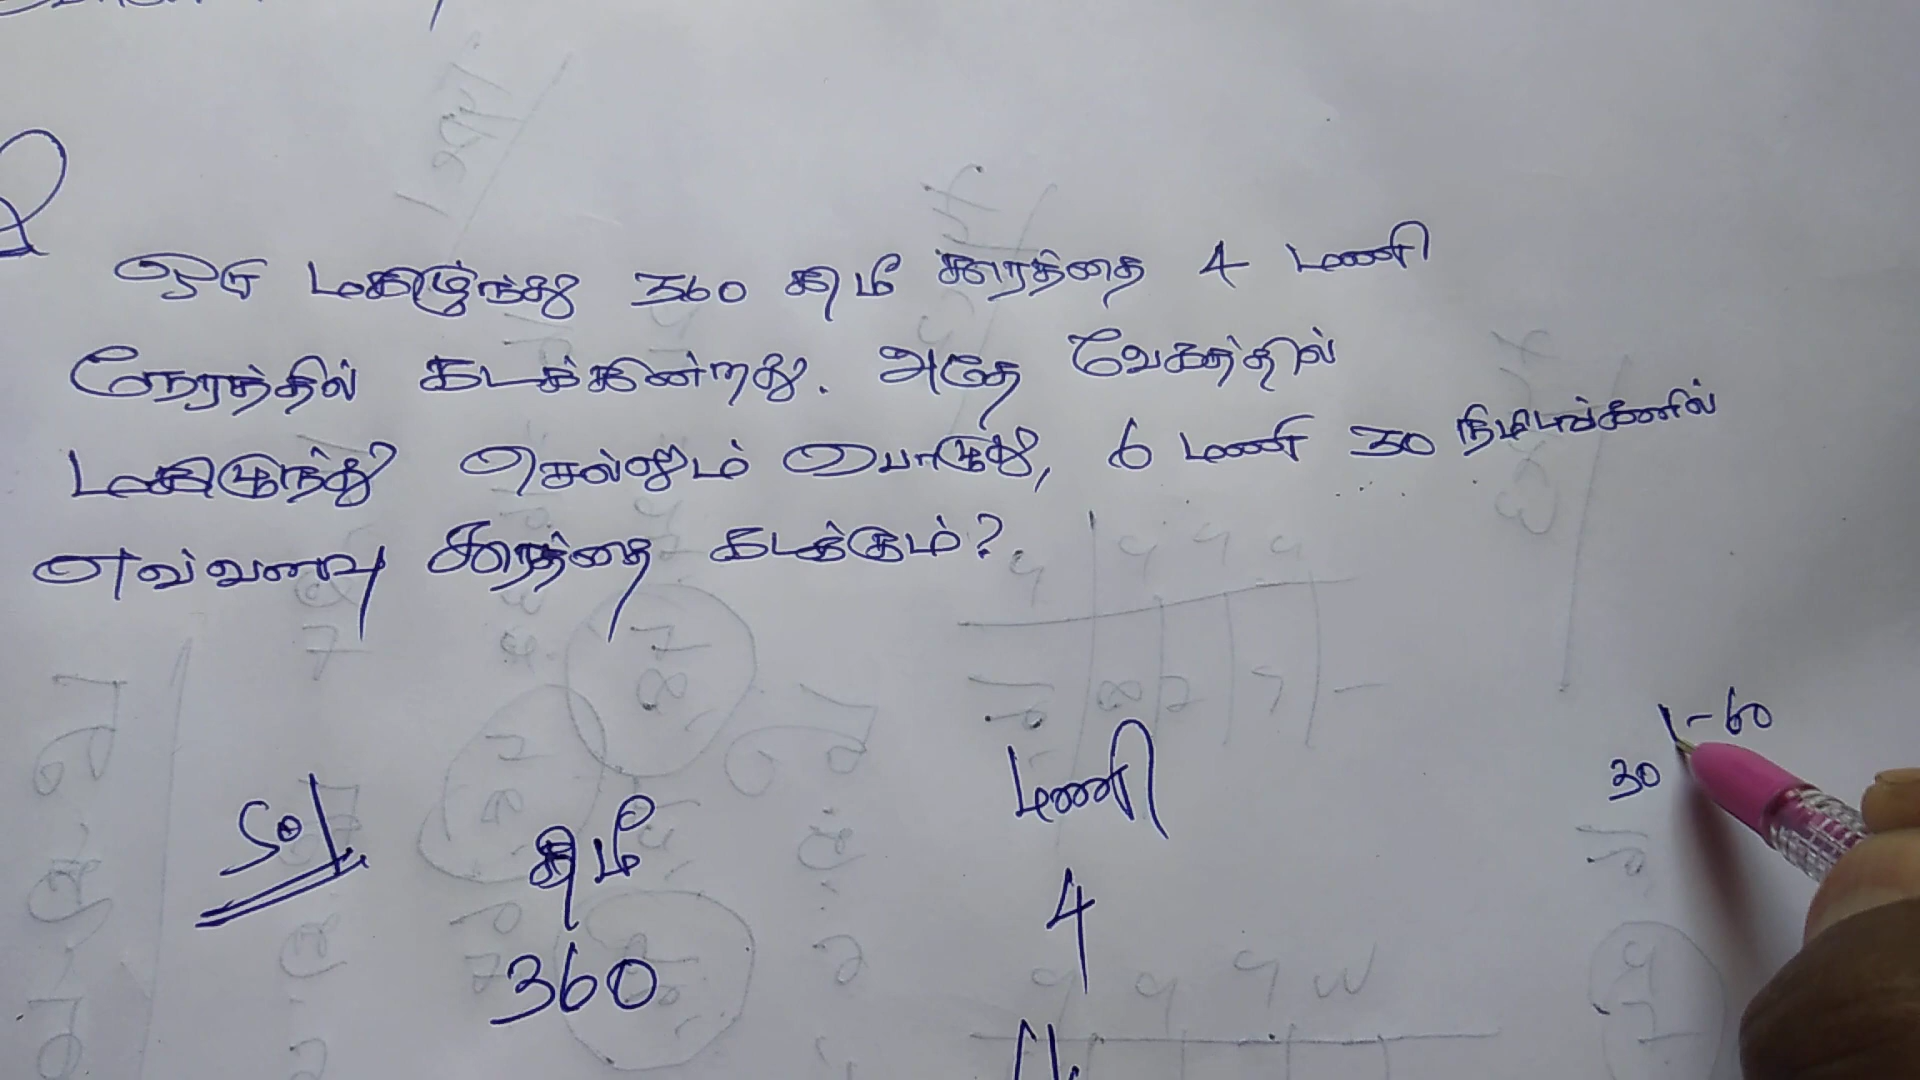 ஒரு மகிழுந்து 360 கிமீ தூரத்தை 4 மணி
நேரத்தில் கடக்கின்றது. அதே வேகத்தில்
மகிழுந்து செல்லும் பொழுது, 6 மணி 30 நிமிடங்களில்
எவ்வளவு தூரத்தை கடக்கும்?.
1-60
30
Sol
கிமீ மணி
360 4